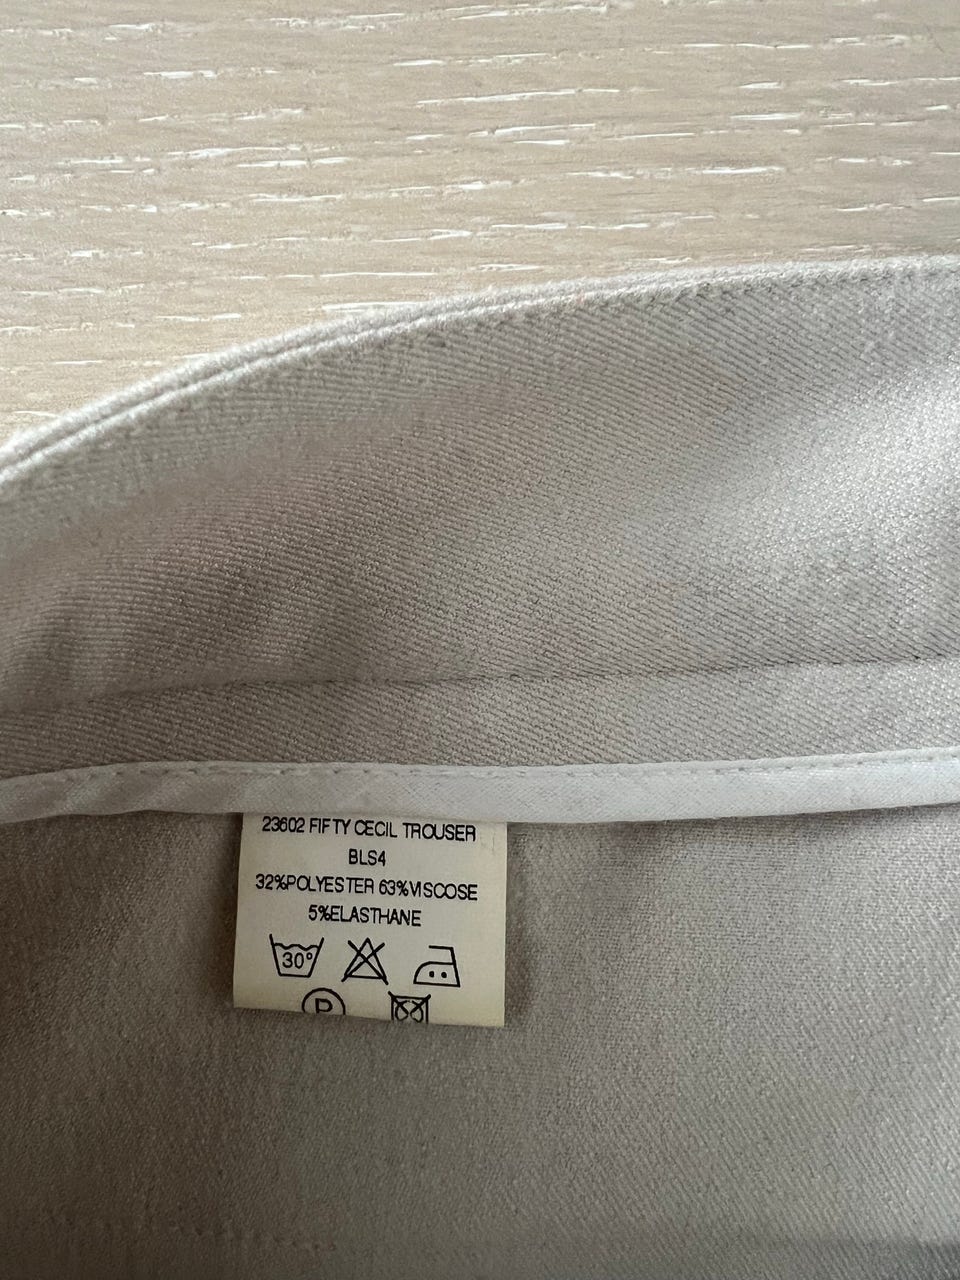 23602 FIFTY CECIL TROUSER
BLS4
32%POLYESTER 63%VISCOSE
5%ELASTHANE
30°
P